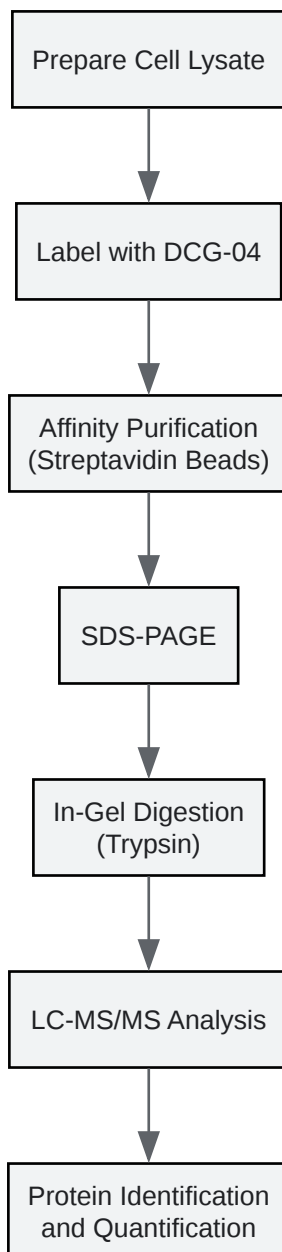 Prepare Cell Lysate
Label with DCG-04
Affinity Purification
(Streptavidin Beads)
SDS-PAGE
In-Gel Digestion
(Trypsin)
LC-MS/MS Analysis
Protein Identification
and Quantification